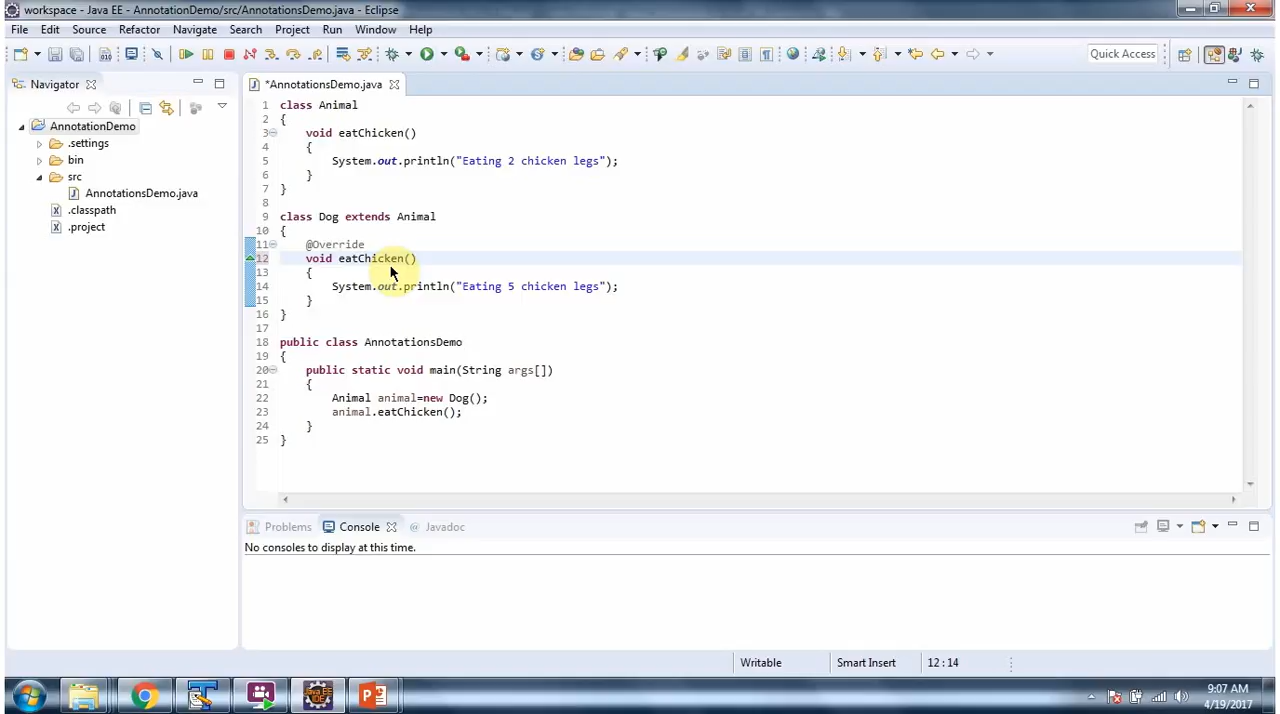 workspace - Java EE - AnnotationDemo/src/AnnotationsDemo.java - Eclipse
File Edit Source Refactor Navigate Search Project Run Window Help
Quick Access
Navigator
*AnnotationsDemo.java
AnnotationDemo
.settings
bin
src
AnnotationsDemo.java
.classpath
.project
1 class Animal
2 {
3 void eatChicken()
4 {
5 System.out.println("Eating 2 chicken legs");
6 }
7 }
8
9 class Dog extends Animal
10 {
11 @Override
12 void eatChicken()
13 {
14 System.out.println("Eating 5 chicken legs");
15 }
16 }
17
18 public class AnnotationsDemo
19 {
20 public static void main(String args[])
21 {
22 Animal animal=new Dog();
23 animal.eatChicken();
24 }
25 }
Problems Console @ Javadoc
No consoles to display at this time.
Writable Smart Insert 12 : 14
Java EE IDE
9:07 AM
4/19/2017